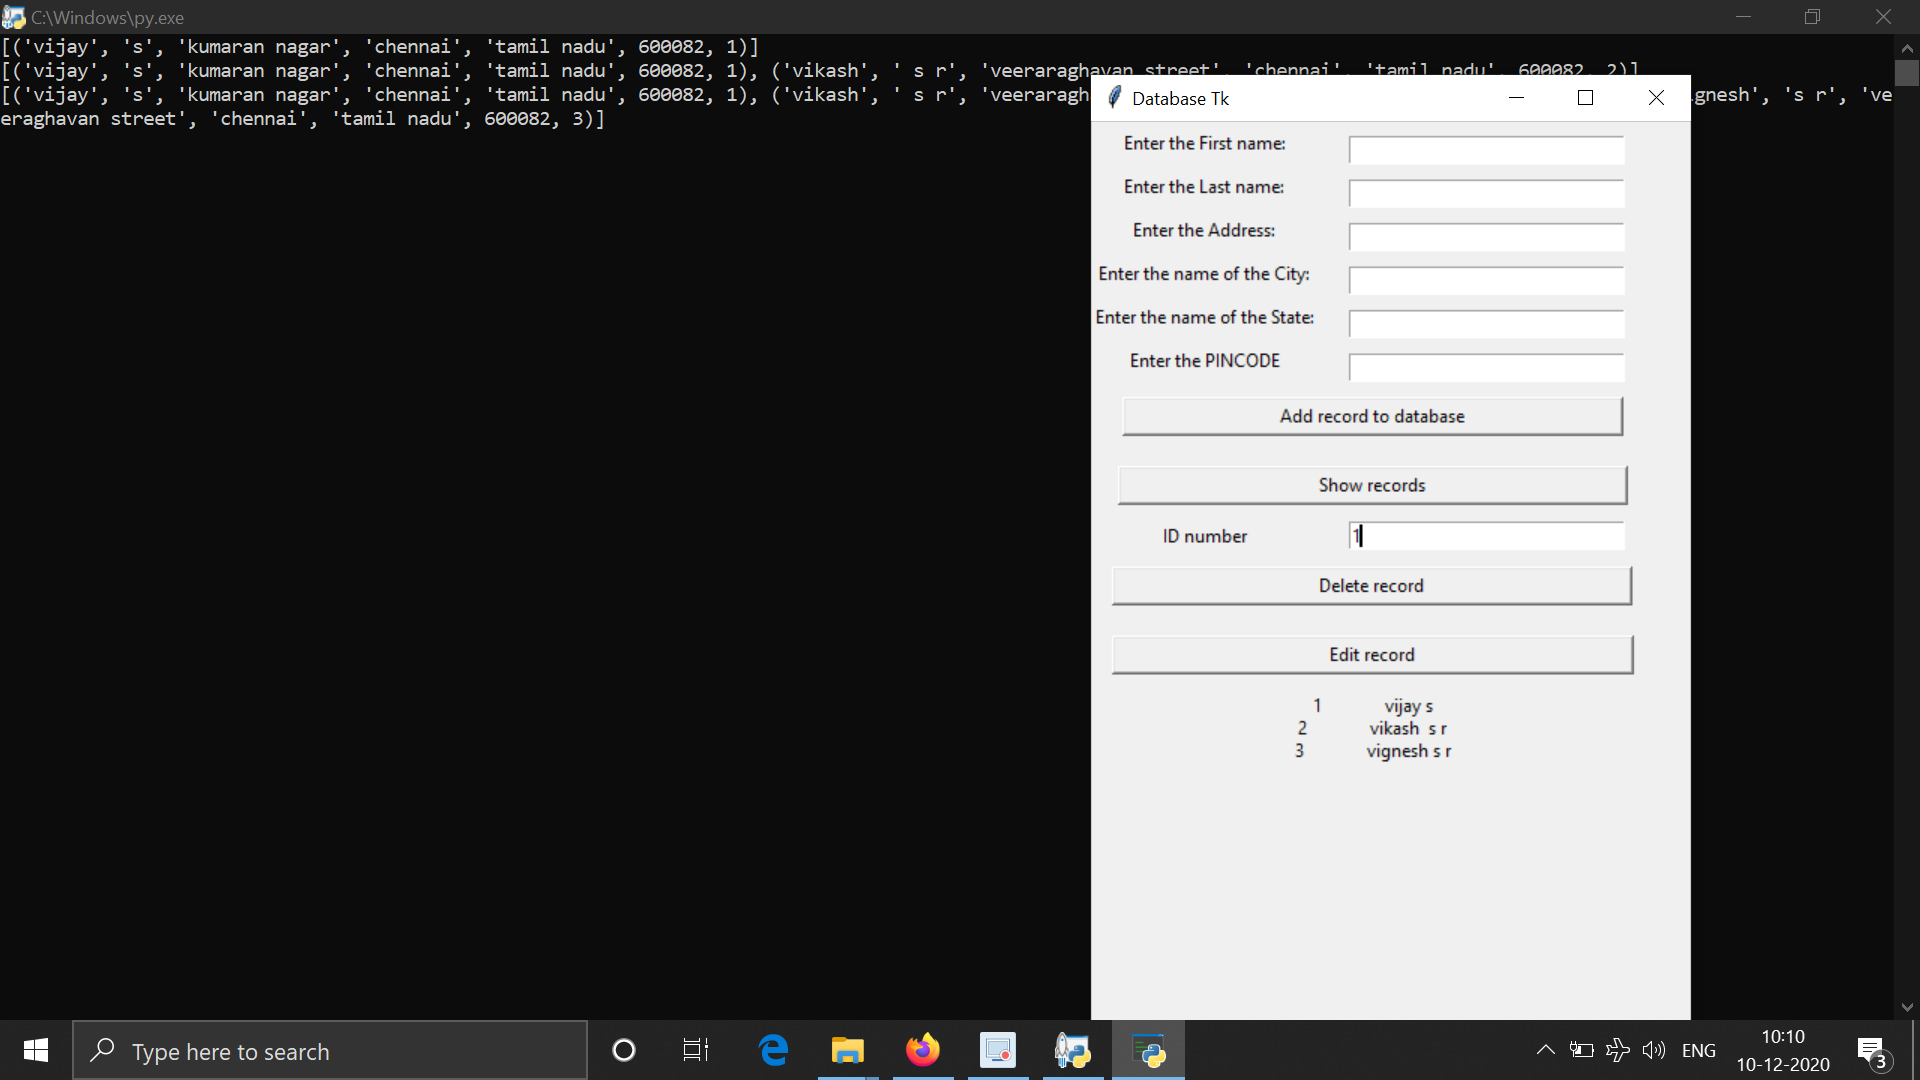 C:\Windows\py.exe
[('vijay', 's', 'kumaran nagar', 'chennai', 'tamil nadu', 600082, 1)]
[('vijay', 's', 'kumaran nagar', 'chennai', 'tamil nadu', 600082, 1), ('vikash', ' s r', 'veeraraghavan street', 'chennai', 'tamil nadu', 600082, 2)]
[('vijay', 's', 'kumaran nagar', 'chennai', 'tamil nadu', 600082, 1), ('vikash', ' s r', 'veeraragh ignesh', 's r', 've
eraraghavan street', 'chennai', 'tamil nadu', 600082, 3)]
Database Tk
Enter the First name:
Enter the Last name:
Enter the Address:
Enter the name of the City:
Enter the name of the State:
Enter the PINCODE
Add record to database
Show records
ID number 1
Delete record
Edit record
1 vijay s
2 vikash  s r
3 vignesh s r
Type here to search
ENG
10:10
10-12-2020
3